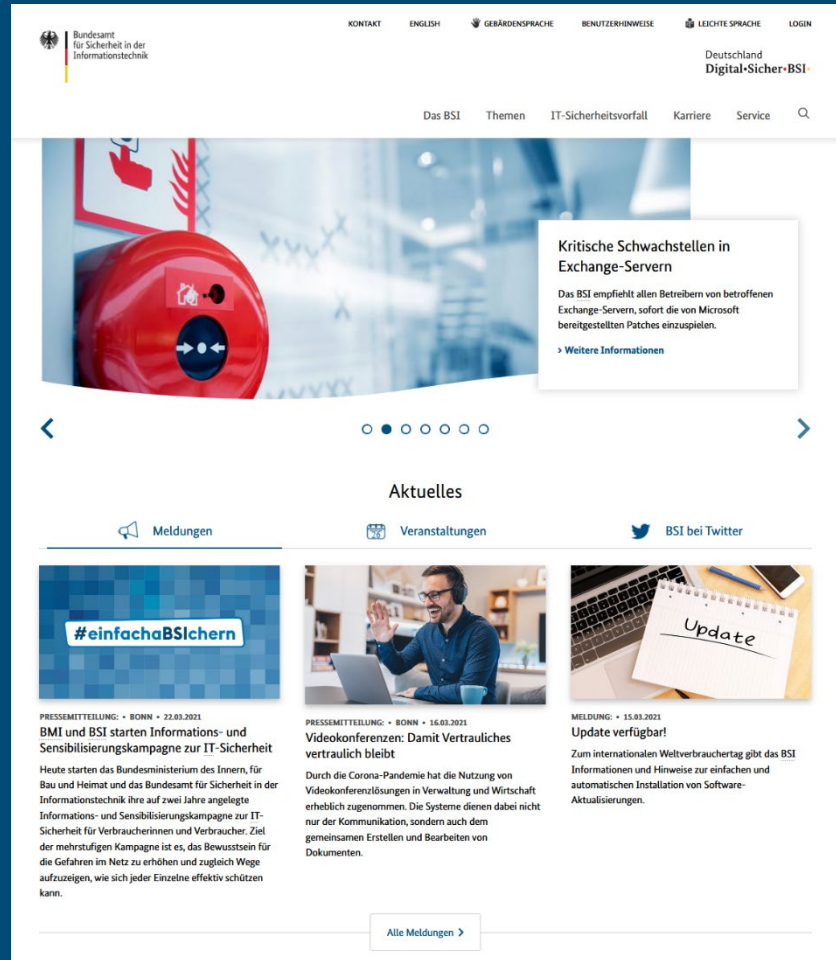 KONTAKT
ENGLISH
GEBÄRDENSPRACHE
BENUTZERHINWEISE
LEICHTE SPRACHE
LOGIN
Bundesamt
für Sicherheit in der
Informationstechnik
Deutschland
Digital•Sicher•BSI•
Das BSI
Themen
IT-Sicherheitsvorfall
Karriere
Service
Kritische Schwachstellen in
Exchange-Servern
Das BSI empfiehlt allen Betreibern von betroffenen
Exchange-Servern, sofort die von Microsoft
bereitgestellten Patches einzuspielen.
› Weitere Informationen
Aktuelles
Meldungen
Veranstaltungen
BSI bei Twitter
#einfachaBSIchern
PRESSEMITTEILUNG: • BONN • 22.03.2021
BMI und BSI starten Informations- und
Sensibilisierungskampagne zur IT-Sicherheit
Heute starten das Bundesministerium des Innern, für
Bau und Heimat und das Bundesamt für Sicherheit in der
Informationstechnik ihre auf zwei Jahre angelegte
Informations- und Sensibilisierungskampagne zur IT-
Sicherheit für Verbraucherinnen und Verbraucher. Ziel
der mehrstufigen Kampagne ist es, das Bewusstsein für
die Gefahren im Netz zu erhöhen und zugleich Wege
aufzuzeigen, wie sich jeder Einzelne effektiv schützen
kann.
PRESSEMITTEILUNG: • BONN • 16.03.2021
Videokonferenzen: Damit Vertrauliches
vertraulich bleibt
Durch die Corona-Pandemie hat die Nutzung von
Videokonferenzlösungen in Verwaltung und Wirtschaft
erheblich zugenommen. Die Systeme dienen dabei nicht
nur der Kommunikation, sondern auch dem
gemeinsamen Erstellen und Bearbeiten von
Dokumenten.
Update
MELDUNG: • 15.03.2021
Update verfügbar!
Zum internationalen Weltverbrauchertag gibt das BSI
Informationen und Hinweise zur einfachen und
automatischen Installation von Software-
Aktualisierungen.
Alle Meldungen ›